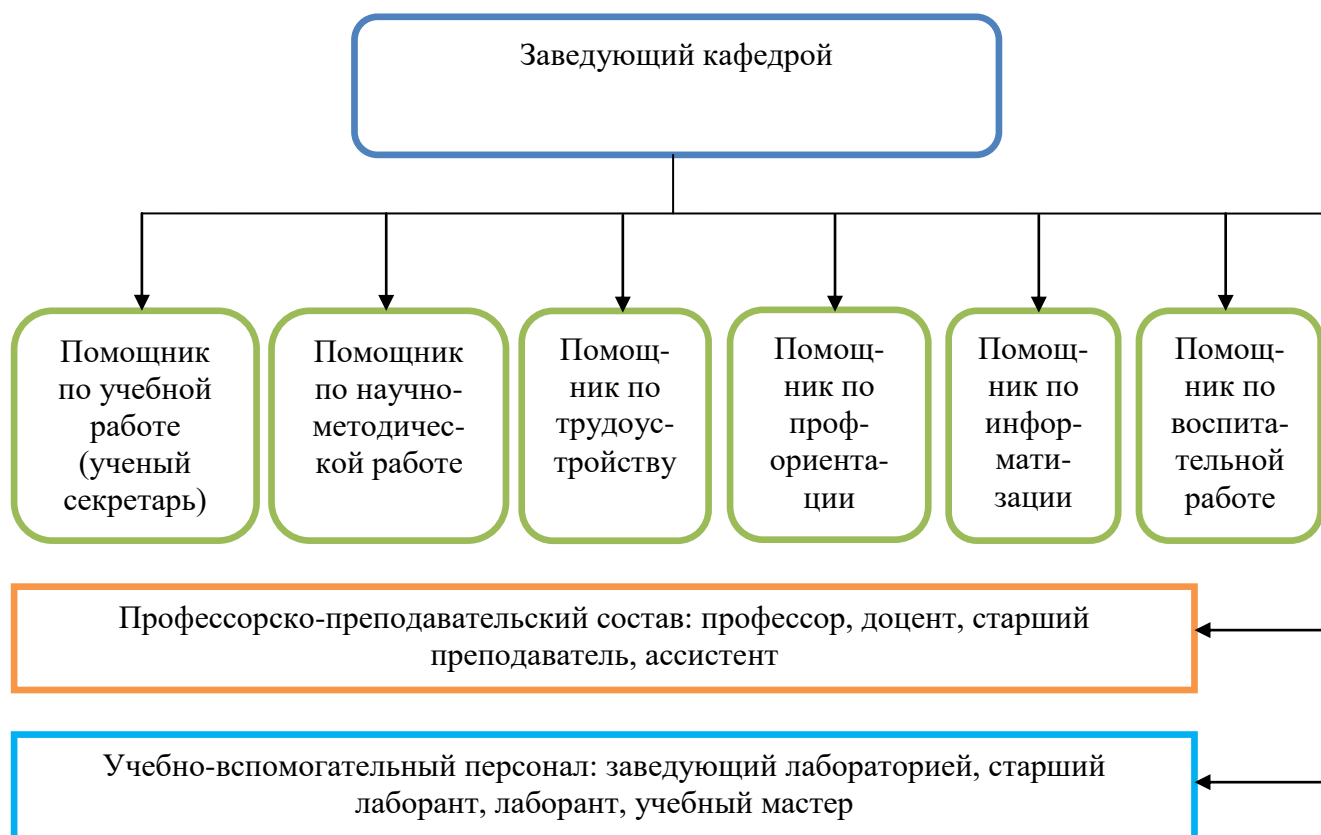 Заведующий кафедрой
Помощник
по учебной
работе
(ученый
секретарь)
Помощник
по научно-
методичес-
кой работе
Помощ-
ник по
трудоус-
тройству
Помощ-
ник по
проф-
ориента-
ции
Помощ-
ник по
инфор-
мати-
зации
Помощ-
ник по
воспита-
тельной
работе
Профессорско-преподавательский состав: профессор, доцент, старший
преподаватель, ассистент
Учебно-вспомогательный персонал: заведующий лабораторией, старший
лаборант, лаборант, учебный мастер